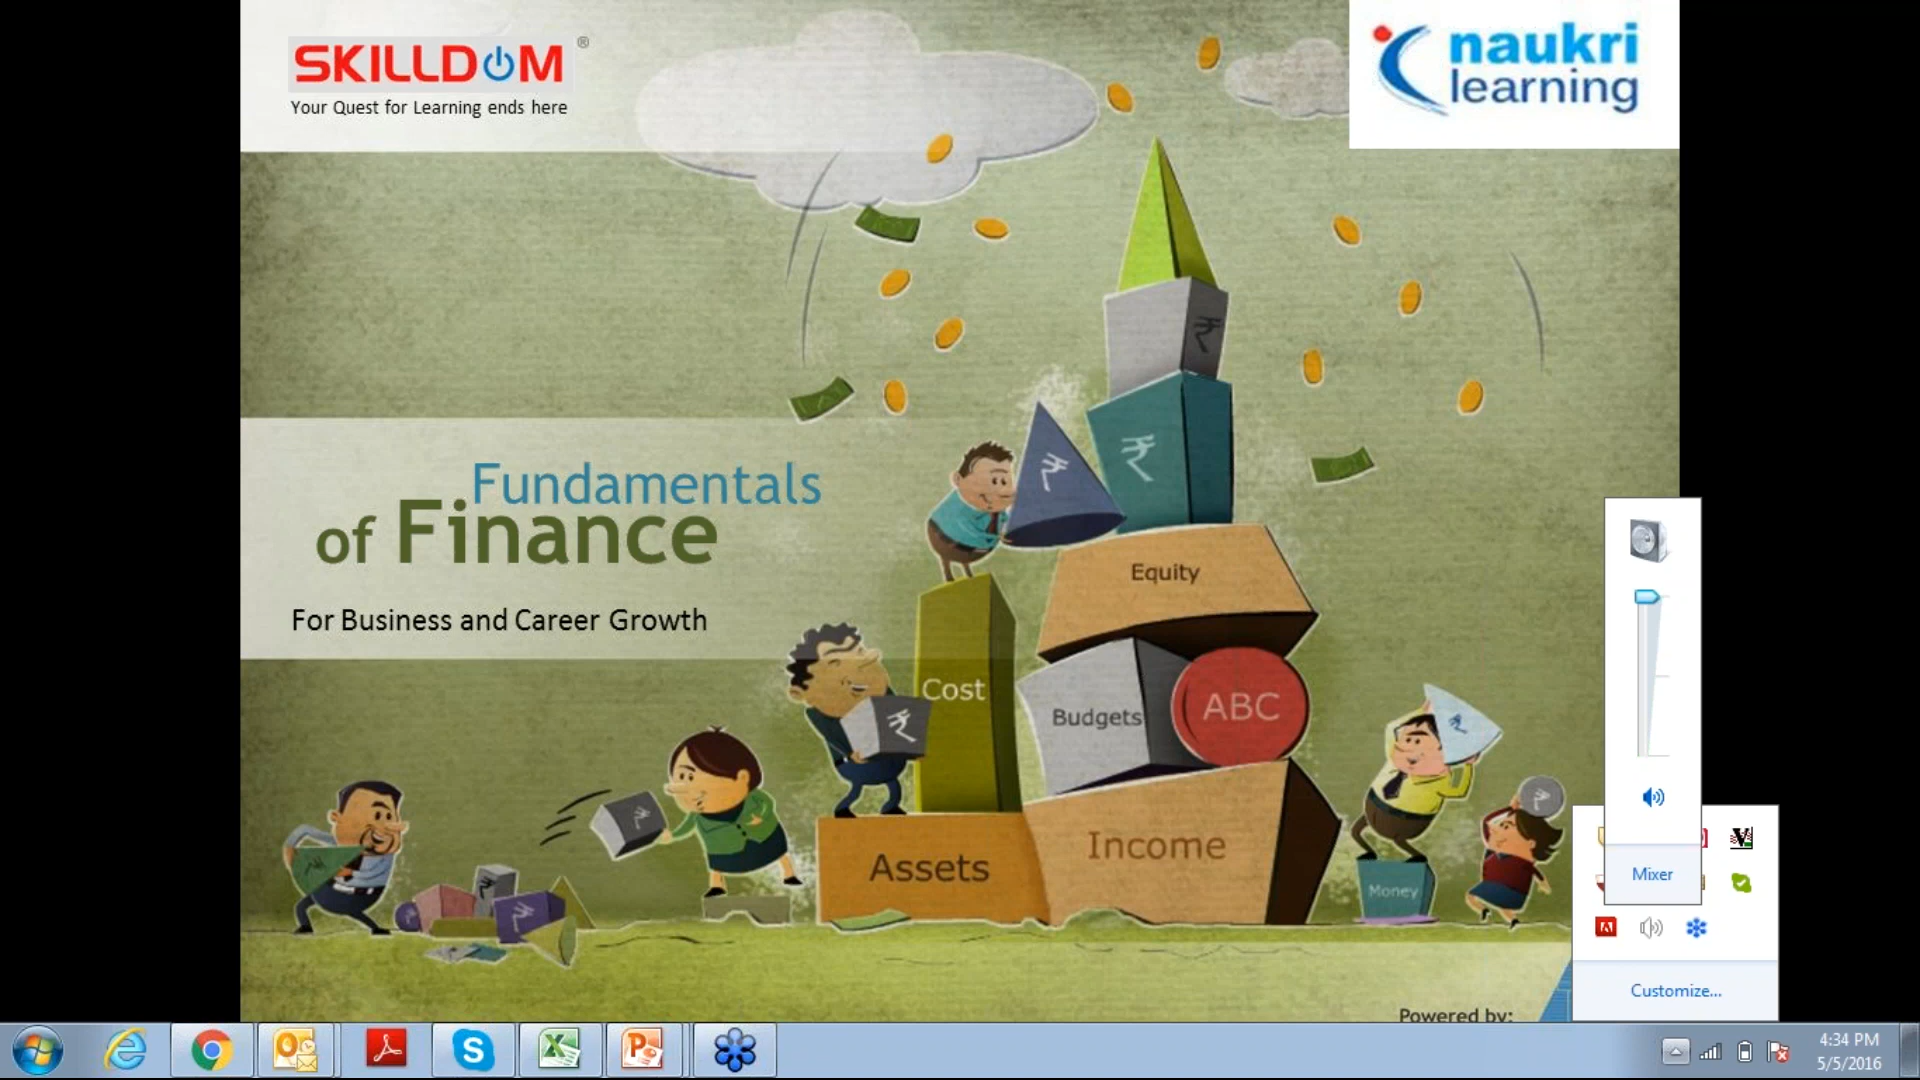 SKILLDOM ®
Your Quest for Learning ends here
naukri
learning
Fundamentals
of Finance
For Business and Career Growth
₹
₹
₹
Equity
Cost
Budgets
ABC
₹
₹
Assets
Income
Money
Mixer
Customize...
Powered by:
4:34 PM
5/5/2016